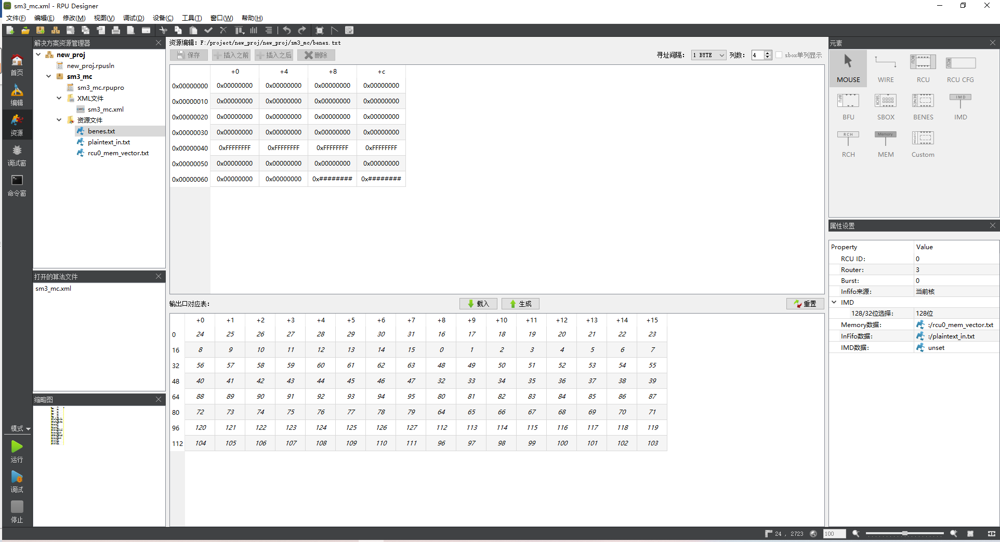 sm3_mc.xml - RPU Designer
文件(F) 编辑(E) 修改(M) 视图(V) 调试(D) 设备(C) 工具(T) 窗口(W) 帮助(H)
首页
编辑
资源
调试窗
命令窗
模式
运行
调试
停止
解决方案资源管理器
new_proj
new_proj.rpusln
sm3_mc
sm3_mc.rpupro
XML文件
sm3_mc.xml
资源文件
benes.txt
plaintext_in.txt
rcu0_mem_vector.txt
打开的算法文件
sm3_mc.xml
缩略图
资源编辑: F:/project/new_proj/new_proj/sm3_mc/benes.txt
保存 插入之前 插入之后 删除 寻址间隔: 1 BYTE 列数: 4 sbox单列显示
+0 +4 +8 +c
0x00000000 0x00000000 0x00000000 0x00000000 0x00000000
0x00000010 0x00000000 0x00000000 0x00000000 0x00000000
0x00000020 0x00000000 0x00000000 0x00000000 0x00000000
0x00000030 0x00000000 0x00000000 0x00000000 0x00000000
0x00000040 0xFFFFFFFF 0xFFFFFFFF 0xFFFFFFFF 0xFFFFFFFF
0x00000050 0x00000000 0x00000000 0x00000000 0x00000000
0x00000060 0x00000000 0x00000000 0x######## 0x########
输出口对应表: 载入 生成 重置
+0 +1 +2 +3 +4 +5 +6 +7 +8 +9 +10 +11 +12 +13 +14 +15
0 24 25 26 27 28 29 30 31 16 17 18 19 20 21 22 23
16 8 9 10 11 12 13 14 15 0 1 2 3 4 5 6 7
32 56 57 58 59 60 61 62 63 48 49 50 51 52 53 54 55
48 40 41 42 43 44 45 46 47 32 33 34 35 36 37 38 39
64 88 89 90 91 92 93 94 95 80 81 82 83 84 85 86 87
80 72 73 74 75 76 77 78 79 64 65 66 67 68 69 70 71
96 120 121 122 123 124 125 126 127 112 113 114 115 116 117 118 119
112 104 105 106 107 108 109 110 111 96 97 98 99 100 101 102 103
元素
MOUSE WIRE RCU RCU CFG
BFU SBOX BENES IMD
RCH MEM Custom
属性设置
Property Value
RCU ID: 0
Router: 3
Burst: 0
Infifo来源: 当前核
IMD
128/32位选择: 128位
Memory数据: :/rcu0_mem_vector.txt
InFifo数据: :/plaintext_in.txt
IMD数据: unset
24 , 2723 100